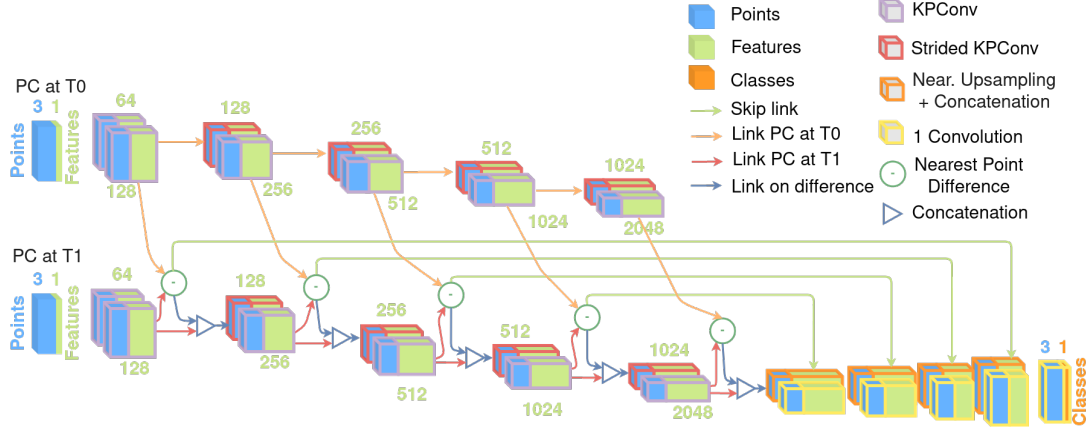 Points
Features
Classes
Skip link
Link PC at T0
Link PC at T1
Link on difference
KPConv
Strided KPConv
Near. Upsampling
+ Concatenation
1 Convolution
Nearest Point
Difference
Concatenation
-
PC at T0
3 1
Points
Features
64
128
128
256
256
512
512
1024
1024
2048
PC at T1
3 1
Points
Features
64
128
128
256
256
512
512
1024
1024
2048
-
-
-
-
-
3 1
Classes